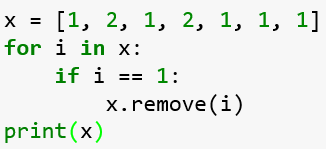 x = [1, 2, 1, 2, 1, 1, 1]
for i in x:
    if i == 1:
        x.remove(i)
print(x)